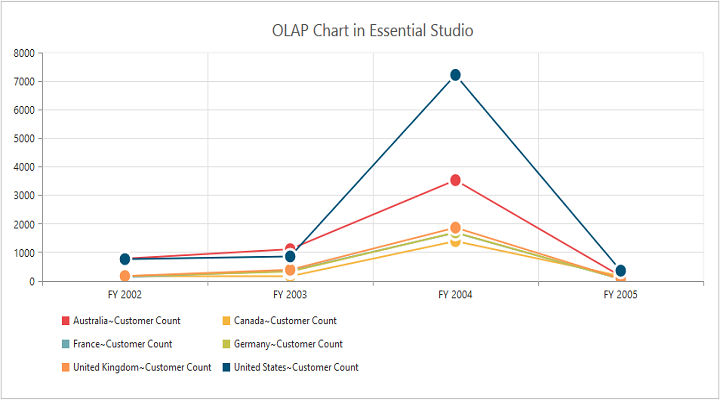 OLAP Chart in Essential Studio
8000
7000
6000
5000
4000
3000
2000
1000
0
FY 2002 FY 2003 FY 2004 FY 2005
Australia~Customer Count Canada~Customer Count
France~Customer Count Germany~Customer Count
United Kingdom~Customer Count United States~Customer Count